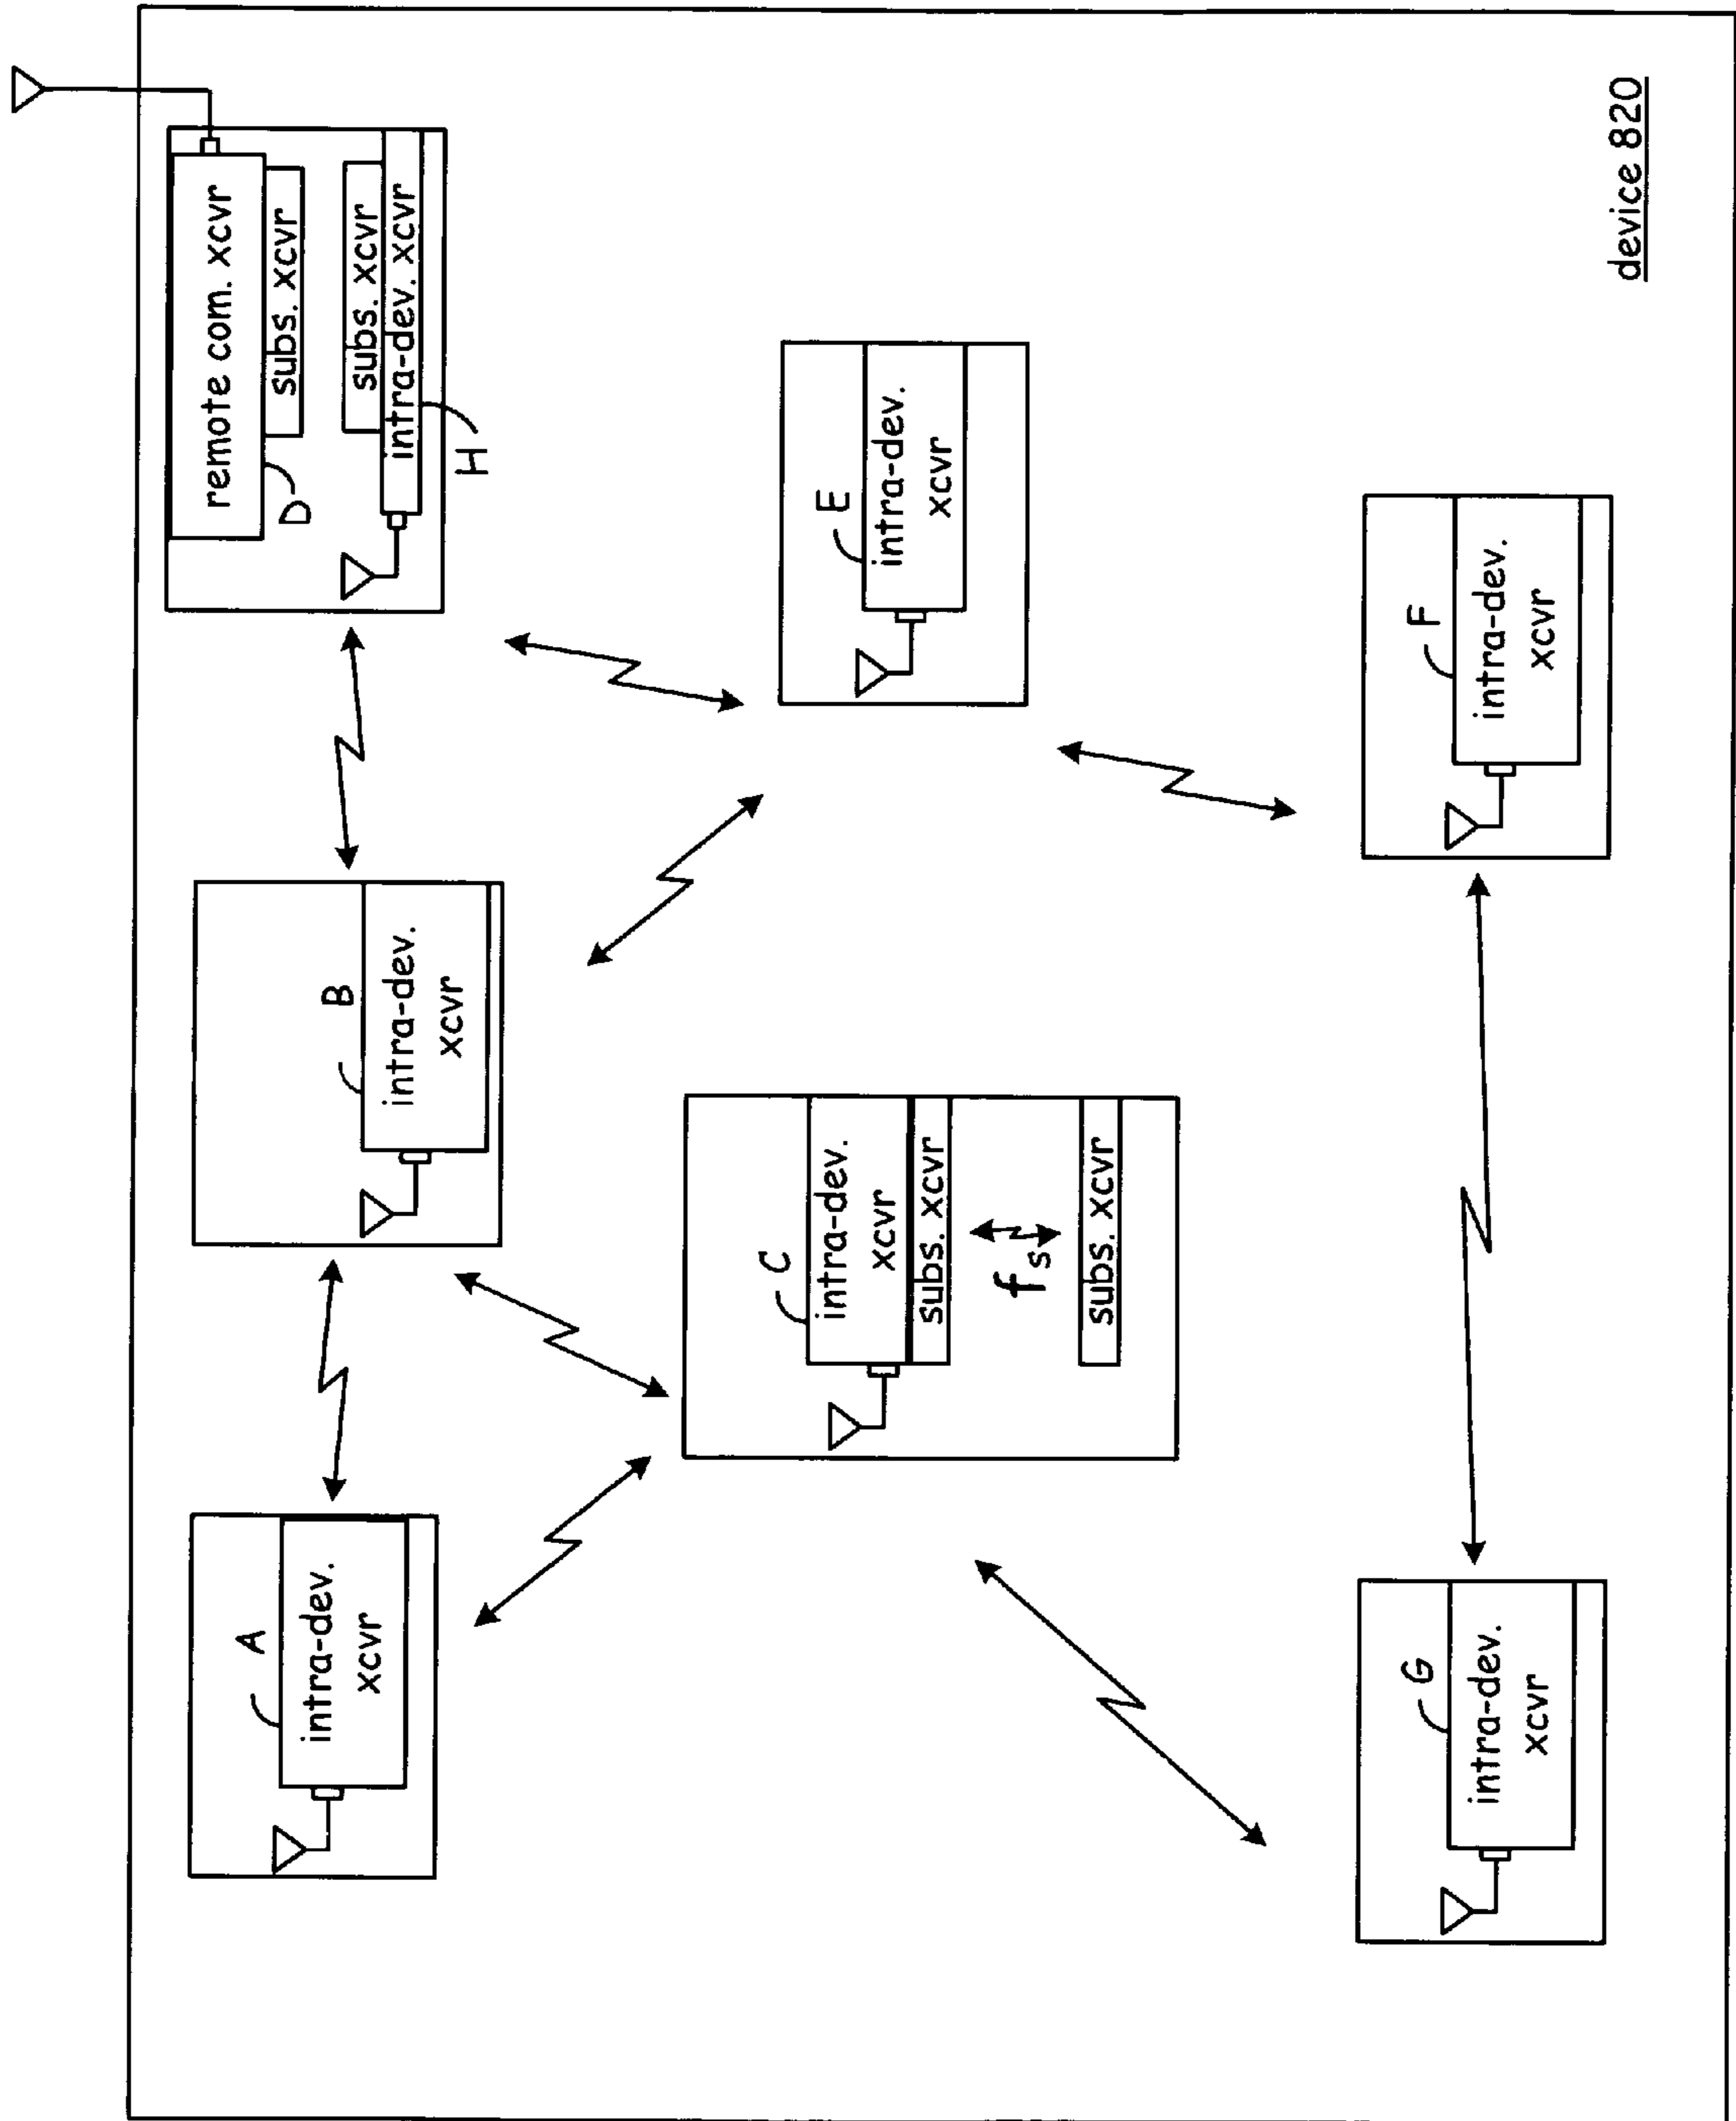 A
intra-dev.
xcvr
B
intra-dev.
xcvr
remote com. xcvr
D
subs. xcvr
subs. xcvr
intra-dev. xcvr
H
C
intra-dev.
xcvr
subs. xcvr
fs
subs. xcvr
E
intra-dev.
xcvr
G
intra-dev.
xcvr
F
intra-dev.
xcvr
device 820